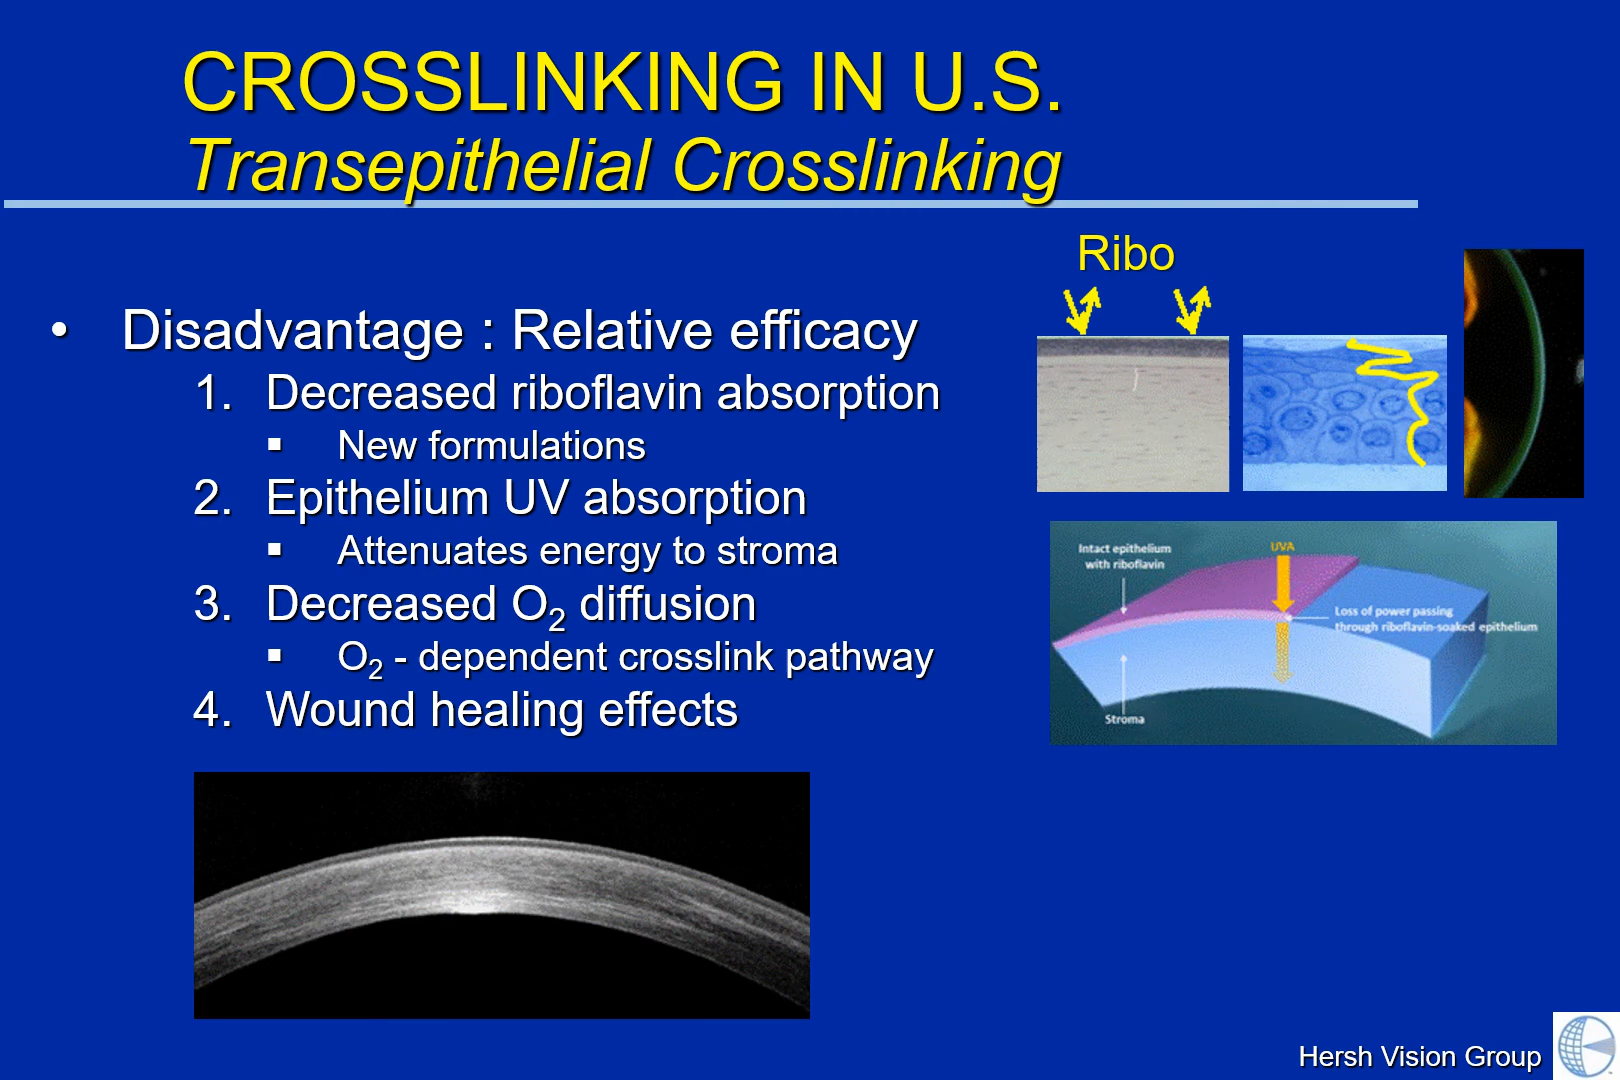 CROSSLINKING IN U.S.
Transepithelial Crosslinking
Ribo
• Disadvantage : Relative efficacy
1. Decreased riboflavin absorption
▪ New formulations
2. Epithelium UV absorption
▪ Attenuates energy to stroma
3. Decreased O₂ diffusion
▪ O₂ - dependent crosslink pathway
4. Wound healing effects
Intact epithelium
with riboflavin
UVA
Loss of power passing
through riboflavin-soaked epithelium
Stroma
Hersh Vision Group